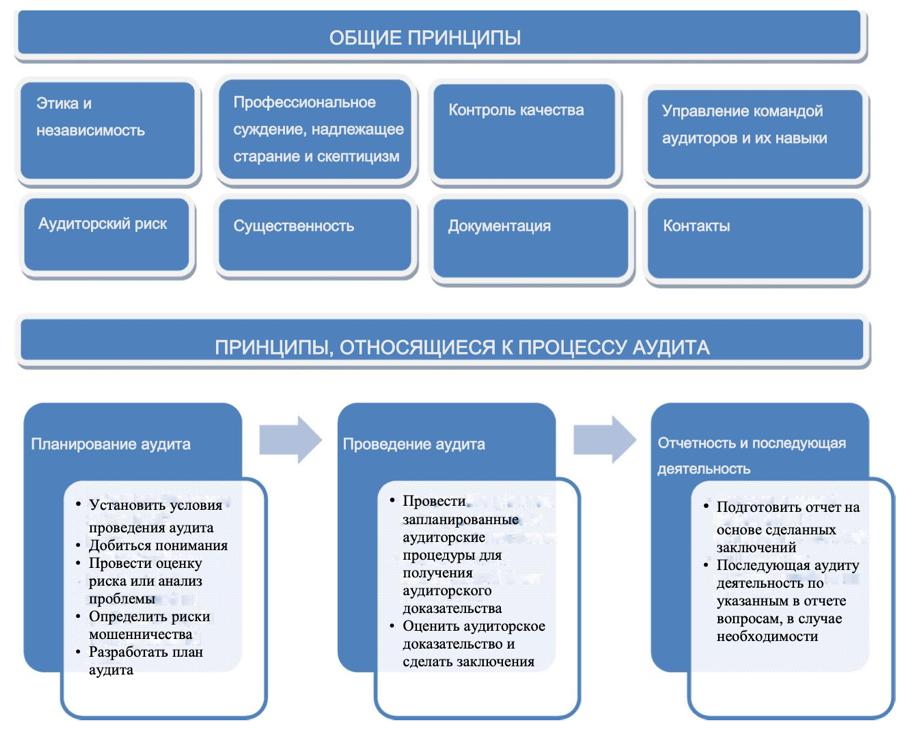 ОБЩИЕ ПРИНЦИПЫ
Этика и
независимость
Профессиональное
суждение, надлежащее
старание и скептицизм
Контроль качества
Управление командой
аудиторов и их навыки
Аудиторский риск
Существенность
Документация
Контакты
ПРИНЦИПЫ, ОТНОСЯЩИЕСЯ К ПРОЦЕССУ АУДИТА
Планирование аудита
• Установить условия
проведения аудита
• Добиться понимания
• Провести оценку
риска или анализ
проблемы
• Определить риски
мошенничества
• Разработать план
аудита
Проведение аудита
• Провести
запланированные
аудиторские
процедуры для
получения
аудиторского
доказательства
• Оценить аудиторское
доказательство и
сделать заключения
Отчетность и последующая
деятельность
• Подготовить отчет на
основе сделанных
заключений
• Последующая аудиту
деятельность по
указанным в отчете
вопросам, в случае
необходимости